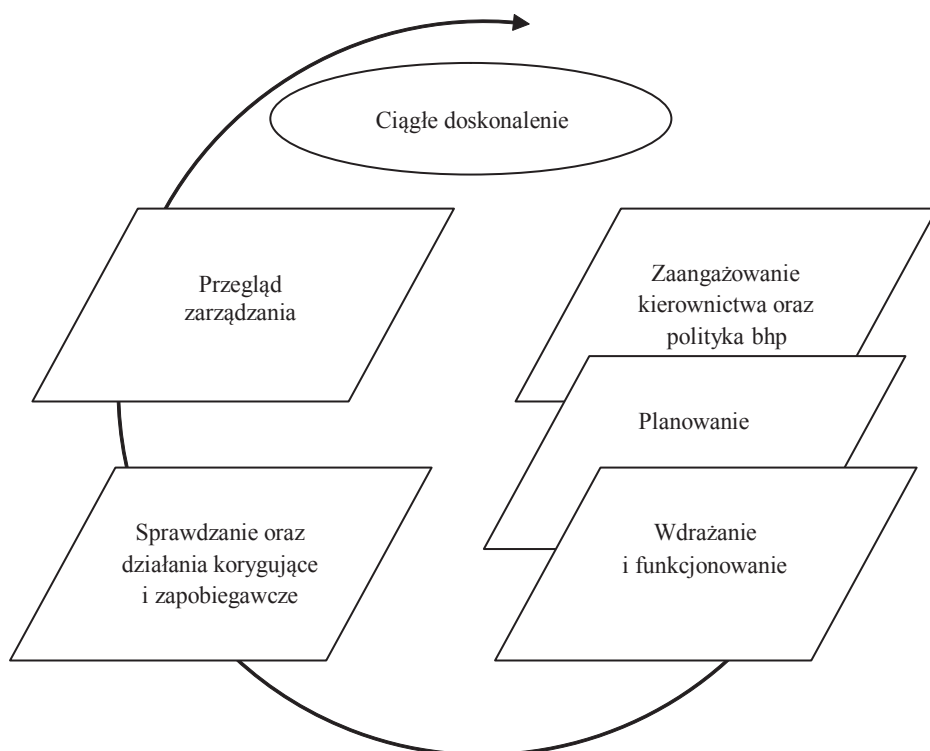 Ciągłe doskonalenie
Przegląd
zarządzania
Zaangażowanie
kierownictwa oraz
polityka bhp
Planowanie
Sprawdzanie oraz
działania korygujące
i zapobiegawcze
Wdrażanie
i funkcjonowanie